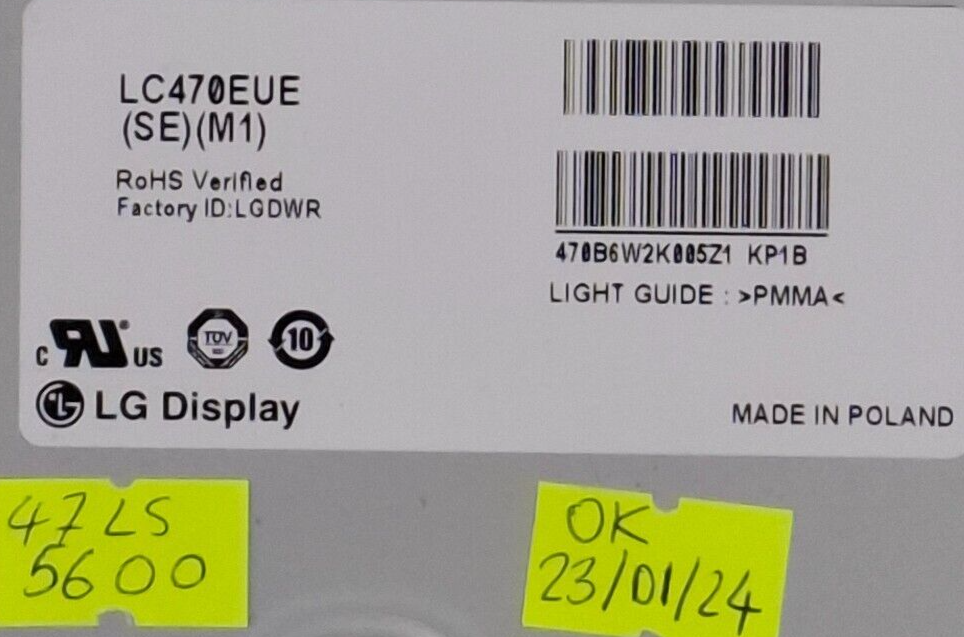 LC470EUE
(SE)(M1)
RoHS Verified
Factory ID:LGDWR
470B6W2K005Z1 KP1B
LIGHT GUIDE : >PMMA<
C RU US
TÜV
10
LG Display
MADE IN POLAND
47LS
5600
OK
23/01/24